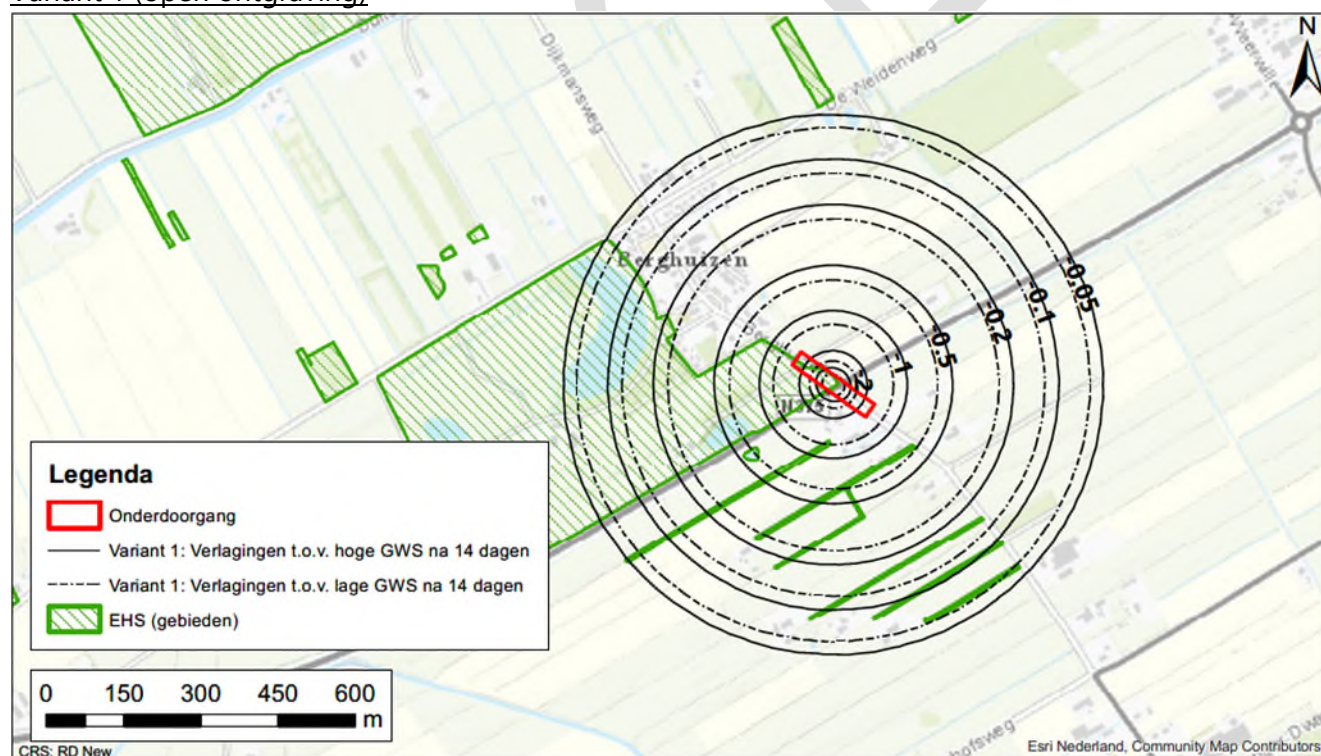 Variant 1 (open ontgraving)
N
Weerwille
De Weidenweg
Dijkmansweg
Berghuizen
-0.05
-0.1
-0.2
-0.5
-1
-2
N375
Legenda
Onderdoorgang
Variant 1: Verlagingen t.o.v. hoge GWS na 14 dagen
Variant 1: Verlagingen t.o.v. lage GWS na 14 dagen
EHS (gebieden)
0 150 300 450 600
m
CRS: RD New
Esri Nederland, Community Map Contributors